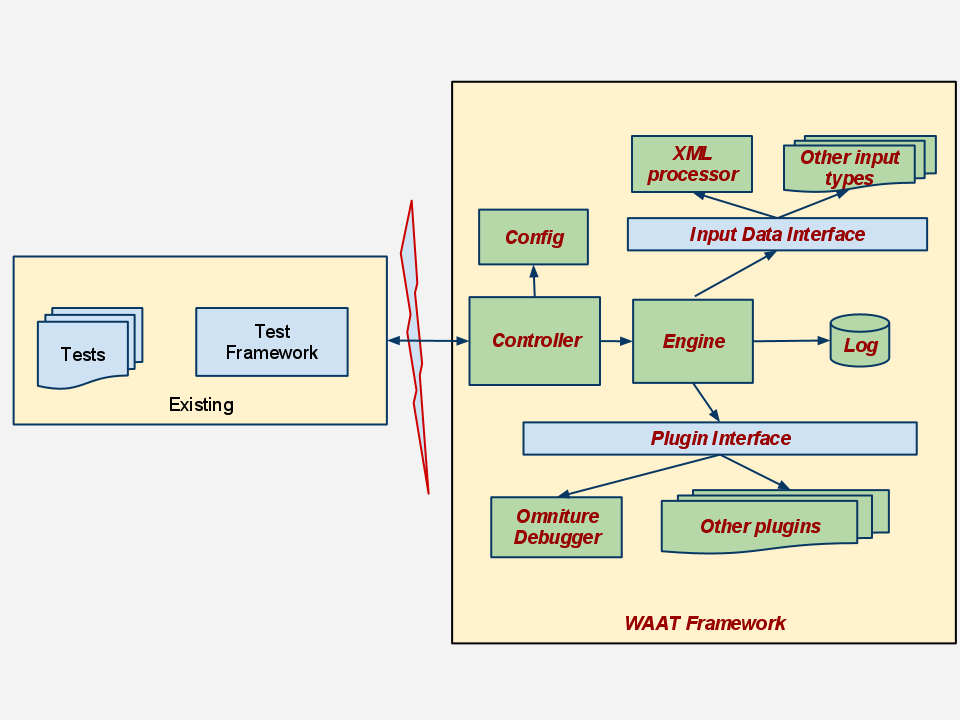 Tests
Test
Framework
Existing
XML
processor
Other input
types
Config
Input Data Interface
Controller
Engine
Log
Plugin Interface
Omniture
Debugger
Other plugins
WAAT Framework